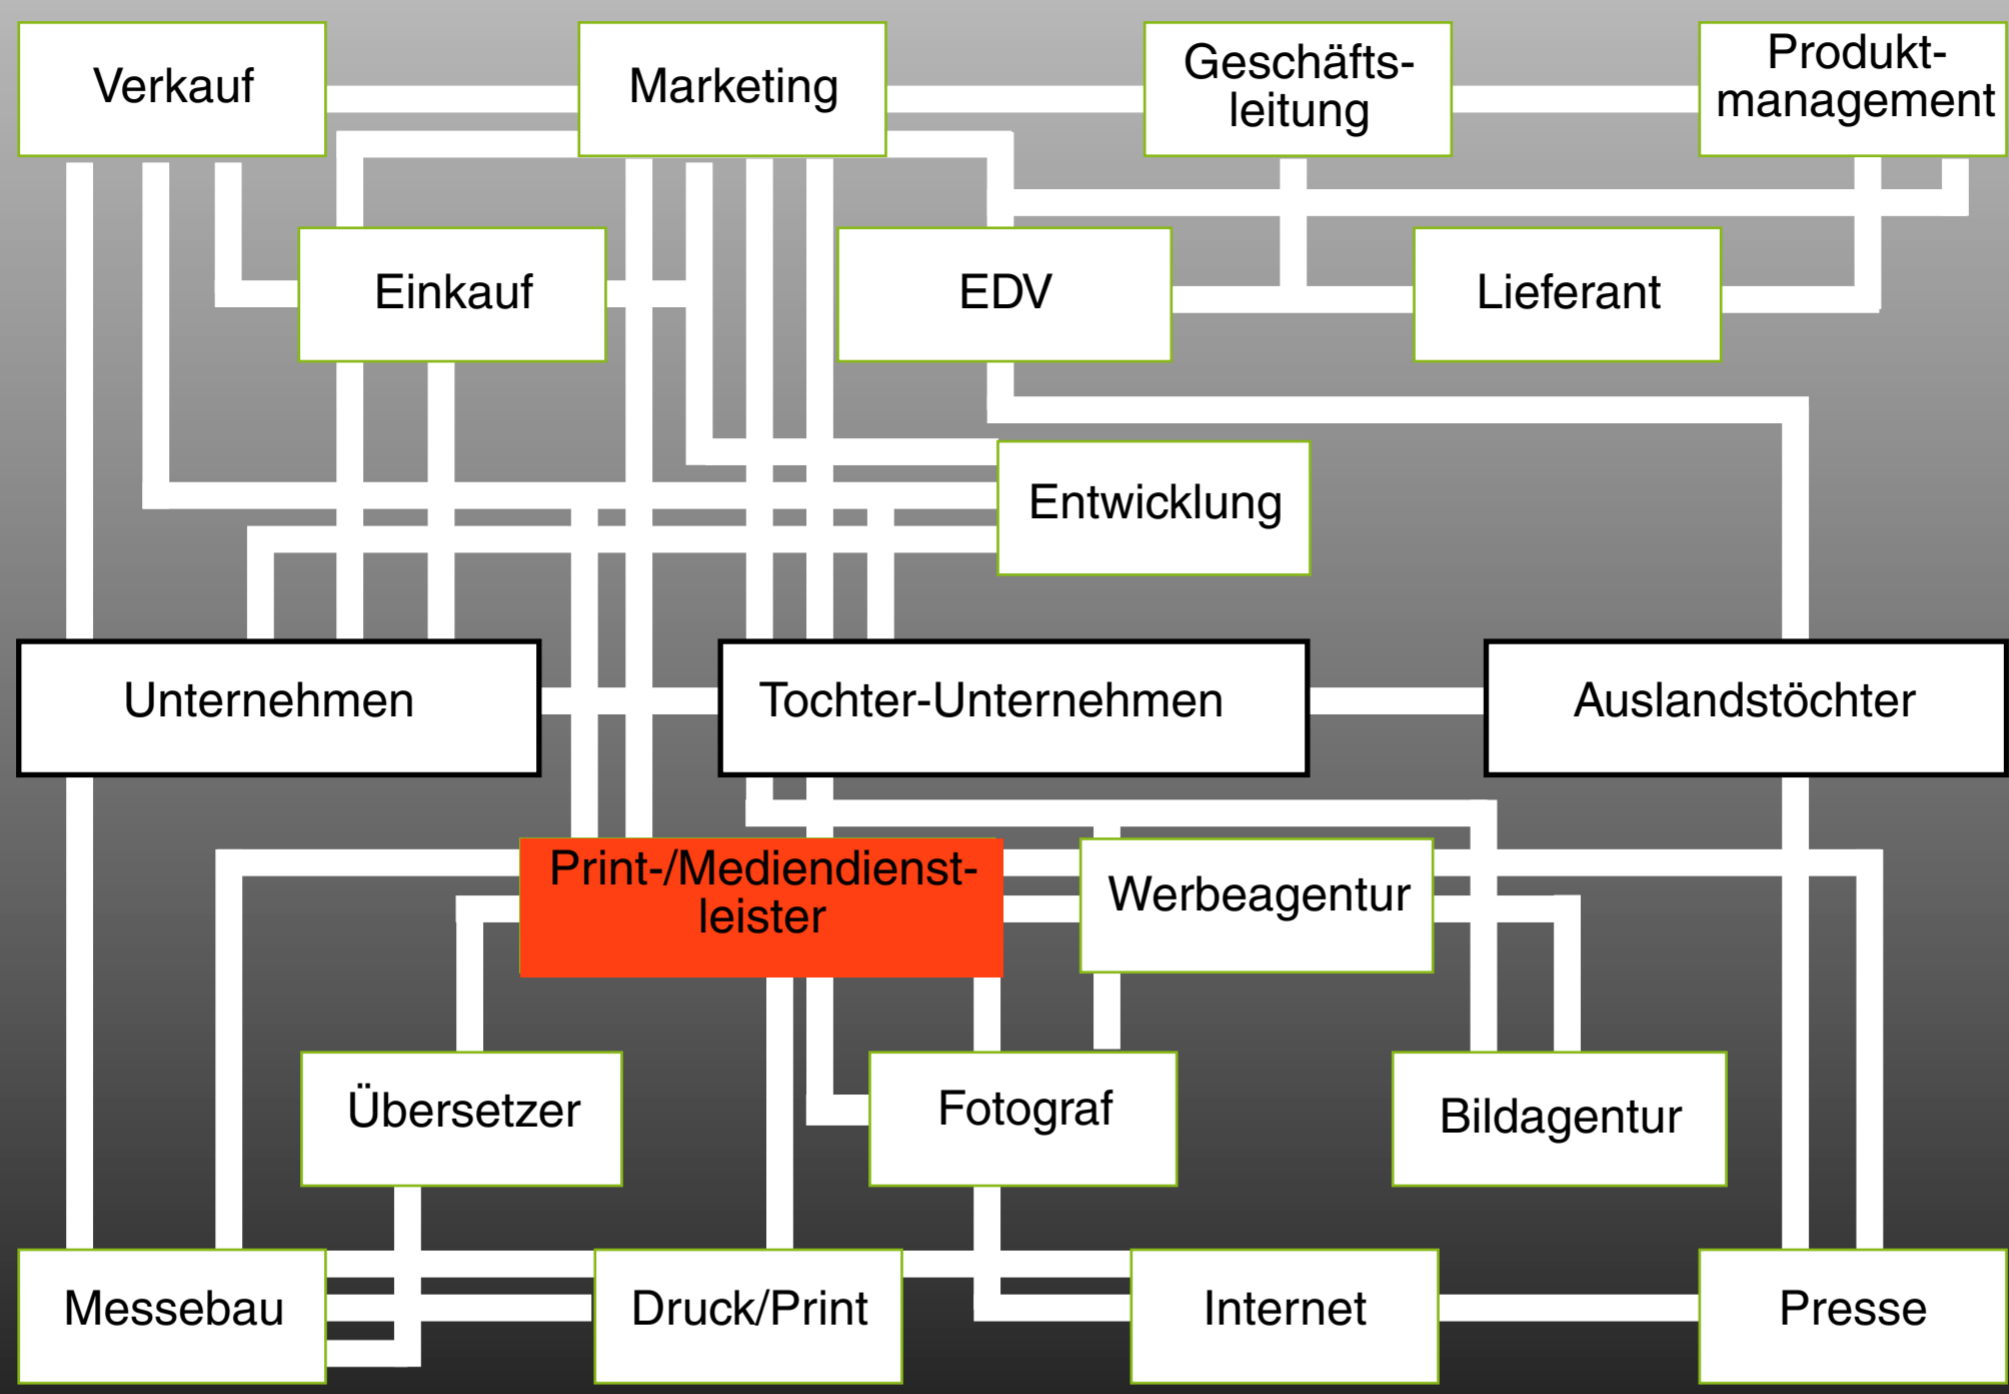 Verkauf
Marketing
Geschäfts-
leitung
Produkt-
management
Einkauf
EDV
Lieferant
Entwicklung
Unternehmen
Tochter-Unternehmen
Auslandstöchter
Print-/Mediendienst-
leister
Werbeagentur
Übersetzer
Fotograf
Bildagentur
Messebau
Druck/Print
Internet
Presse